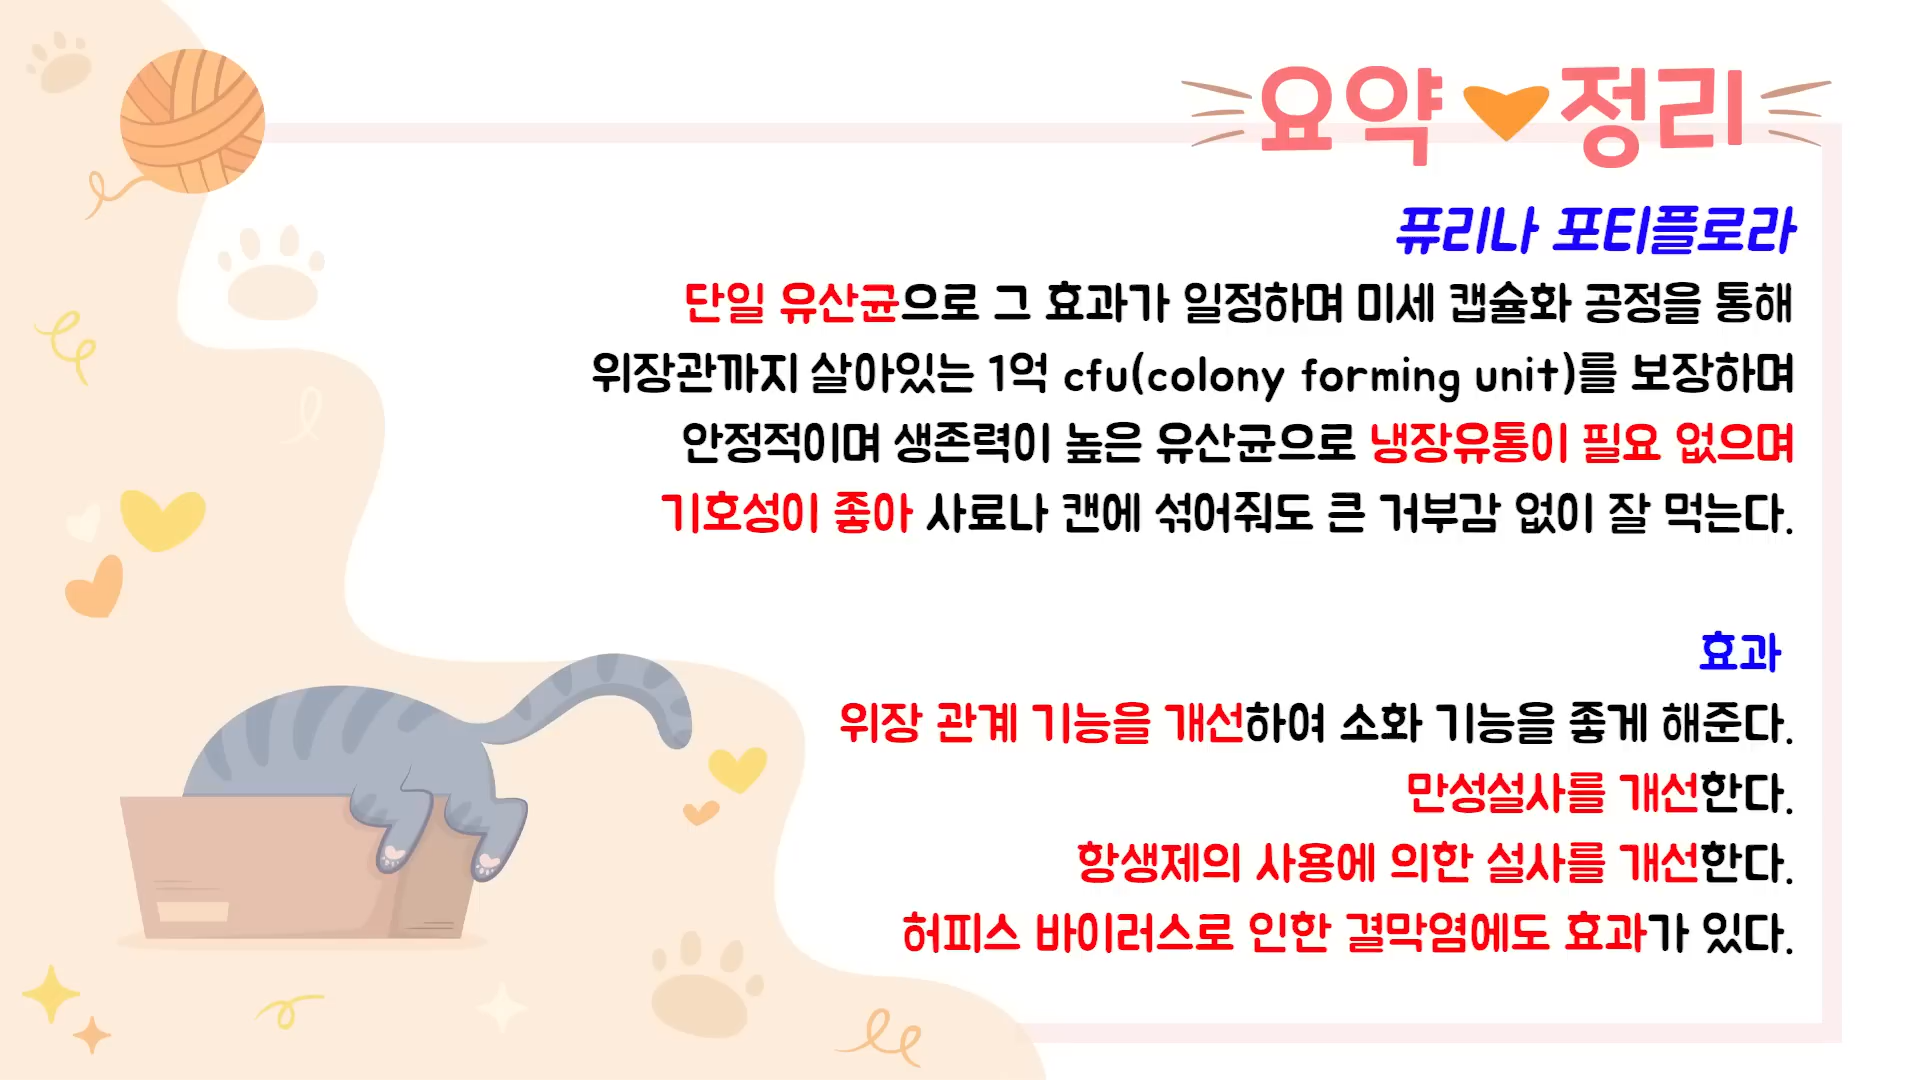 요약 정리
퓨리나 포티플로라
단일 유산균으로 그 효과가 일정하며 미세 캡슐화 공정을 통해
위장관까지 살아있는 1억 cfu(colony forming unit)를 보장하며
안정적이며 생존력이 높은 유산균으로 냉장유통이 필요 없으며
기호성이 좋아 사료나 캔에 섞어줘도 큰 거부감 없이 잘 먹는다.
효과
위장 관계 기능을 개선하여 소화 기능을 좋게 해준다.
만성설사를 개선한다.
항생제의 사용에 의한 설사를 개선한다.
허피스 바이러스로 인한 결막염에도 효과가 있다.